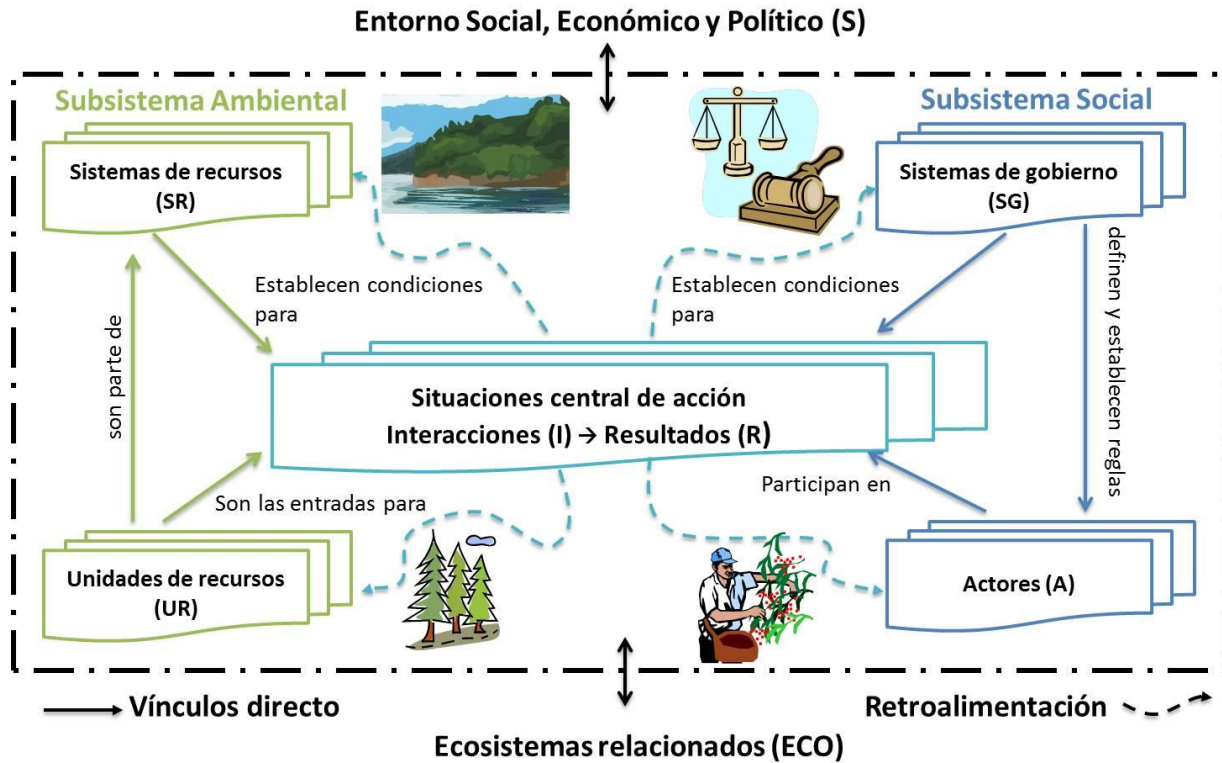 Entorno Social, Económico y Político (S)
Subsistema Ambiental
Subsistema Social
Sistemas de recursos
(SR)
Sistemas de gobierno
(SG)
Establecen condiciones
para
Establecen condiciones
para
son parte de
definen y establecen reglas
Situaciones central de acción
Interacciones (I) → Resultados (R)
Son las entradas para
Participan en
Unidades de recursos
(UR)
Actores (A)
Vínculos directo
Retroalimentación
Ecosistemas relacionados (ECO)